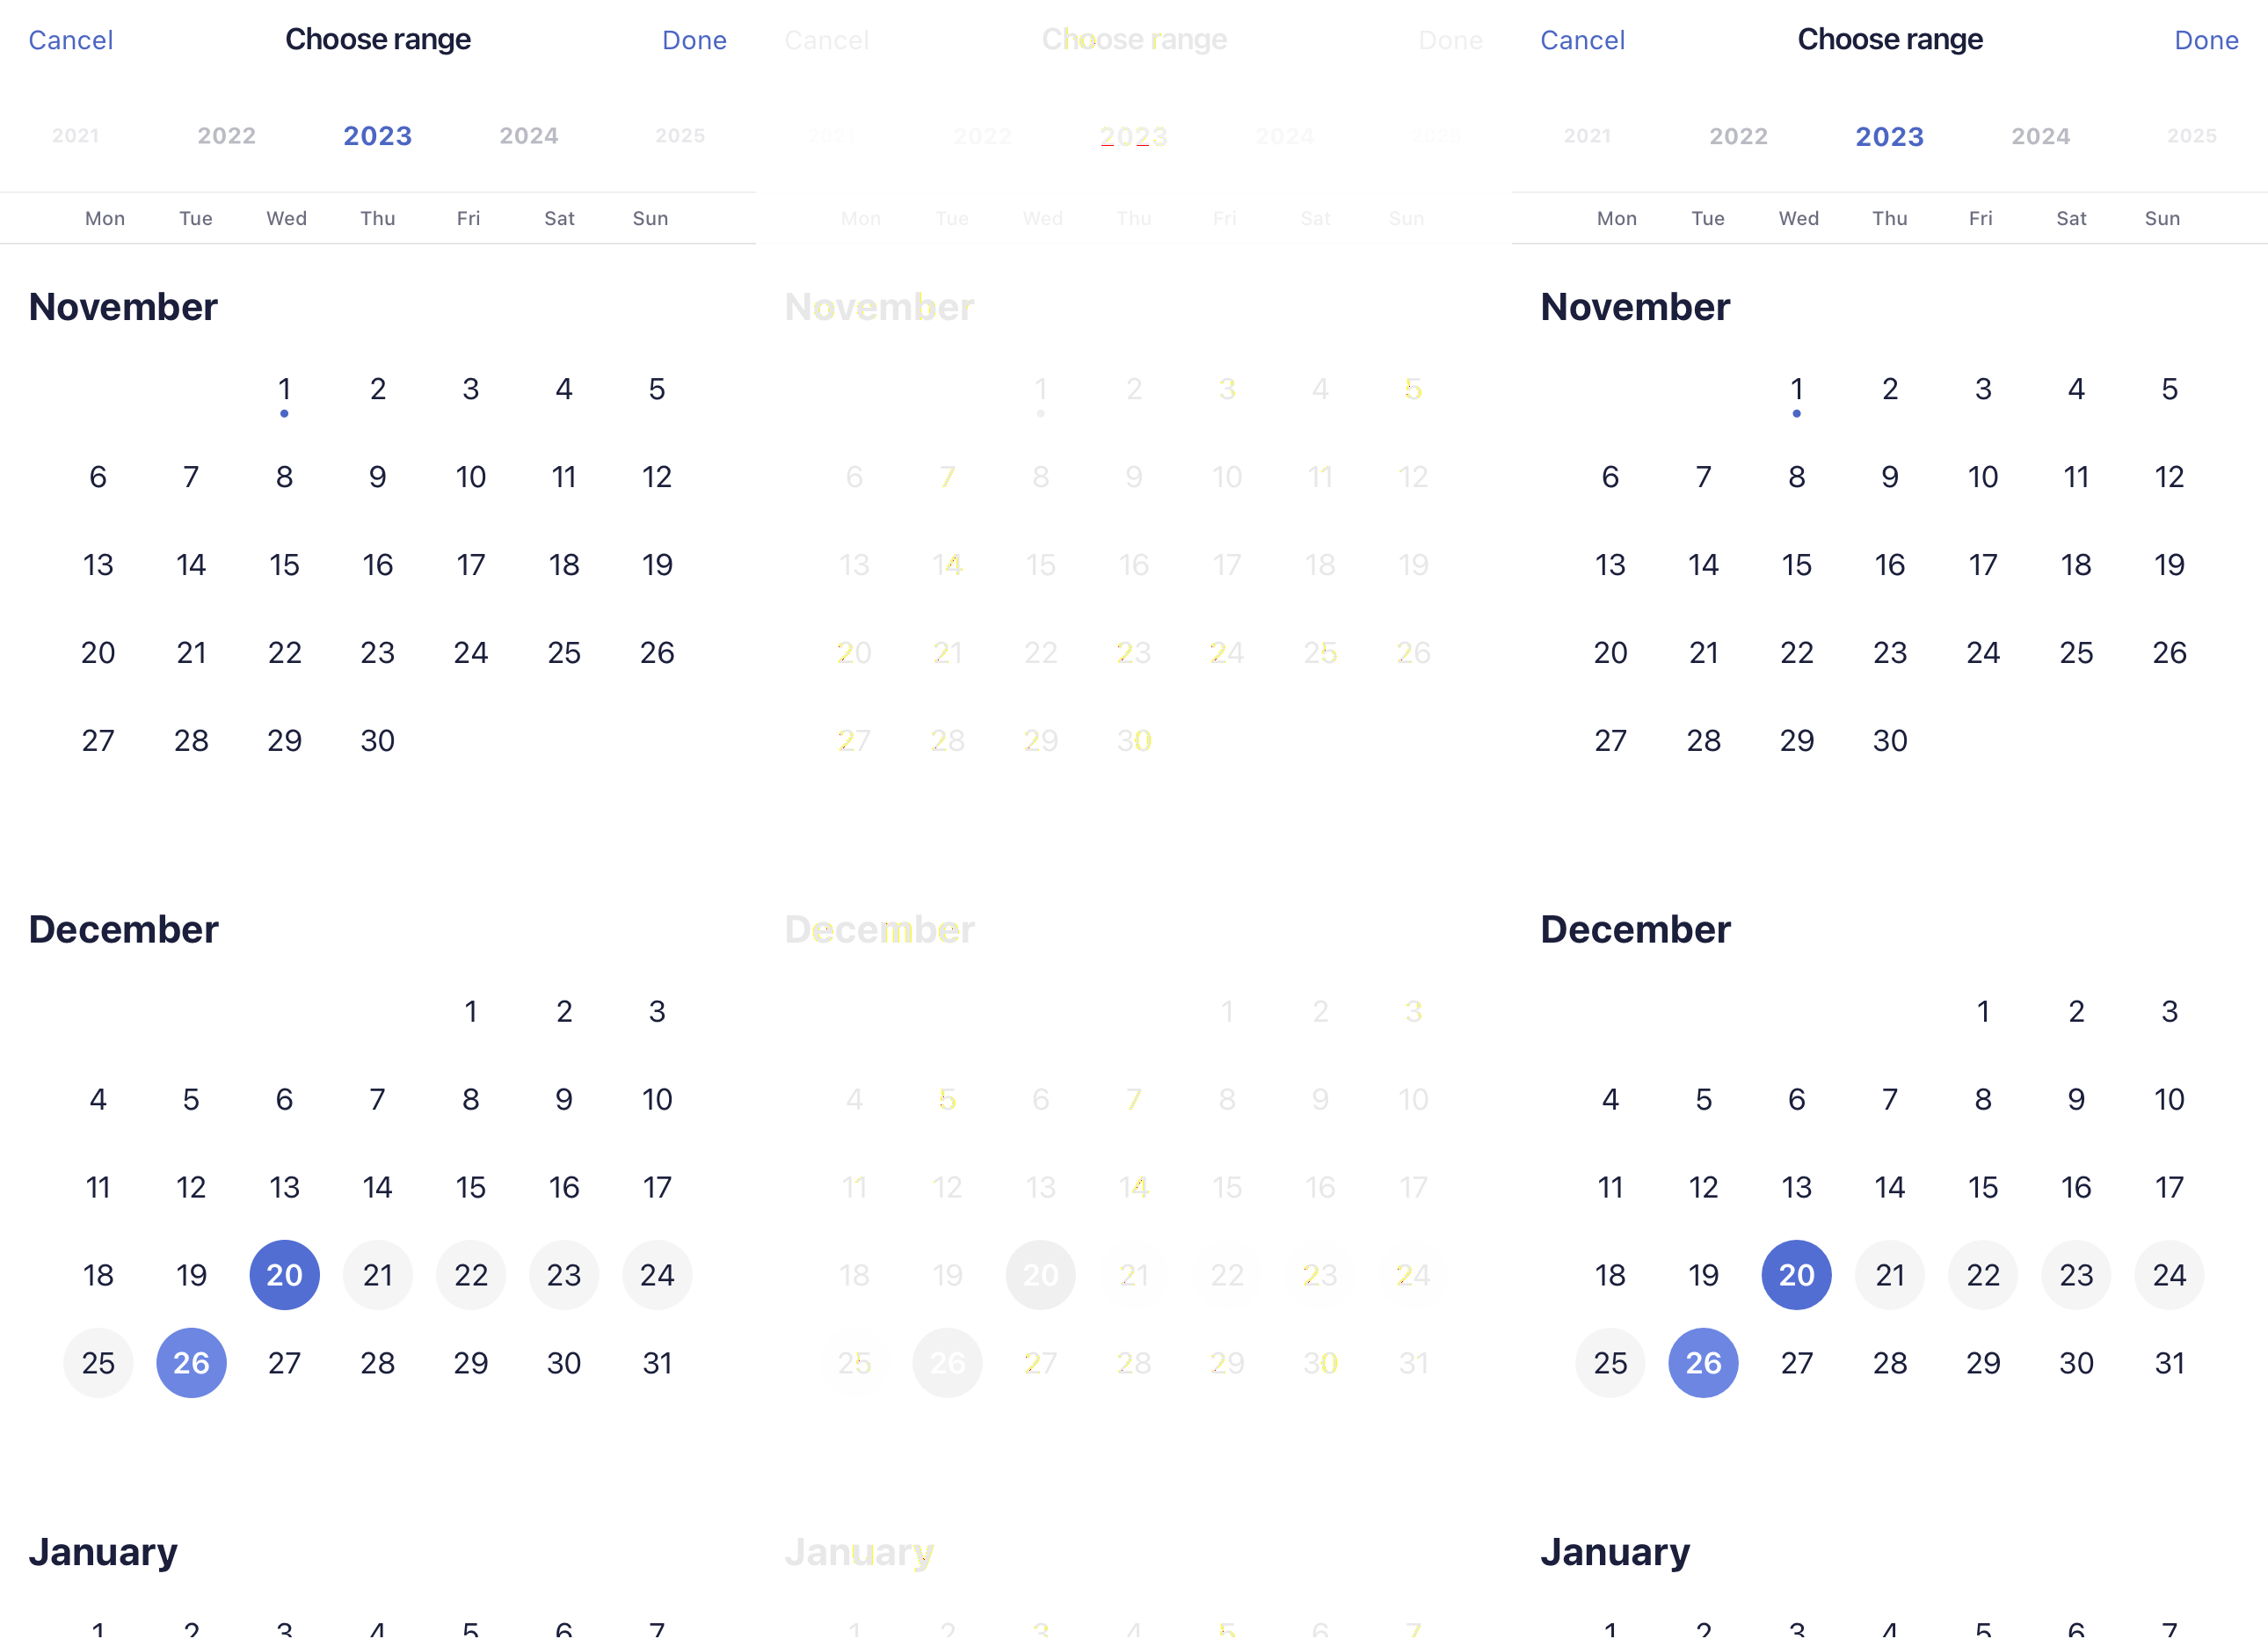 Cancel Choose range Done
2021 2022 2023 2024 2025
Mon Tue Wed Thu Fri Sat Sun
November
1 2 3 4 5
6 7 8 9 10 11 12
13 14 15 16 17 18 19
20 21 22 23 24 25 26
27 28 29 30
December
1 2 3
4 5 6 7 8 9 10
11 12 13 14 15 16 17
18 19 20 21 22 23 24
25 26 27 28 29 30 31
January
1 2 3 4 5 6 7
Cancel Choose range Done
2021 2022 2023 2024 2025
Mon Tue Wed Thu Fri Sat Sun
November
1 2 3 4 5
6 7 8 9 10 11 12
13 14 15 16 17 18 19
20 21 22 23 24 25 26
27 28 29 30
December
1 2 3
4 5 6 7 8 9 10
11 12 13 14 15 16 17
18 19 20 21 22 23 24
25 26 27 28 29 30 31
January
1 2 3 4 5 6 7
Cancel Choose range Done
2021 2022 2023 2024 2025
Mon Tue Wed Thu Fri Sat Sun
November
1 2 3 4 5
6 7 8 9 10 11 12
13 14 15 16 17 18 19
20 21 22 23 24 25 26
27 28 29 30
December
1 2 3
4 5 6 7 8 9 10
11 12 13 14 15 16 17
18 19 20 21 22 23 24
25 26 27 28 29 30 31
January
1 2 3 4 5 6 7